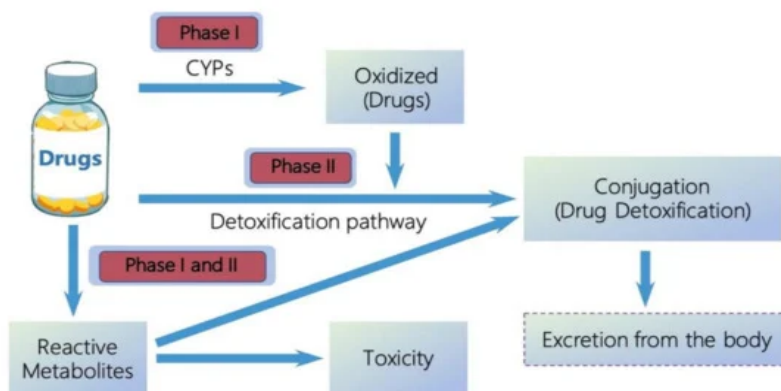 Phase I
CYPs
Oxidized
(Drugs)
Drugs
Phase II
Detoxification pathway
Conjugation
(Drug Detoxification)
Phase I and II
Reactive
Metabolites
Toxicity
Excretion from the body